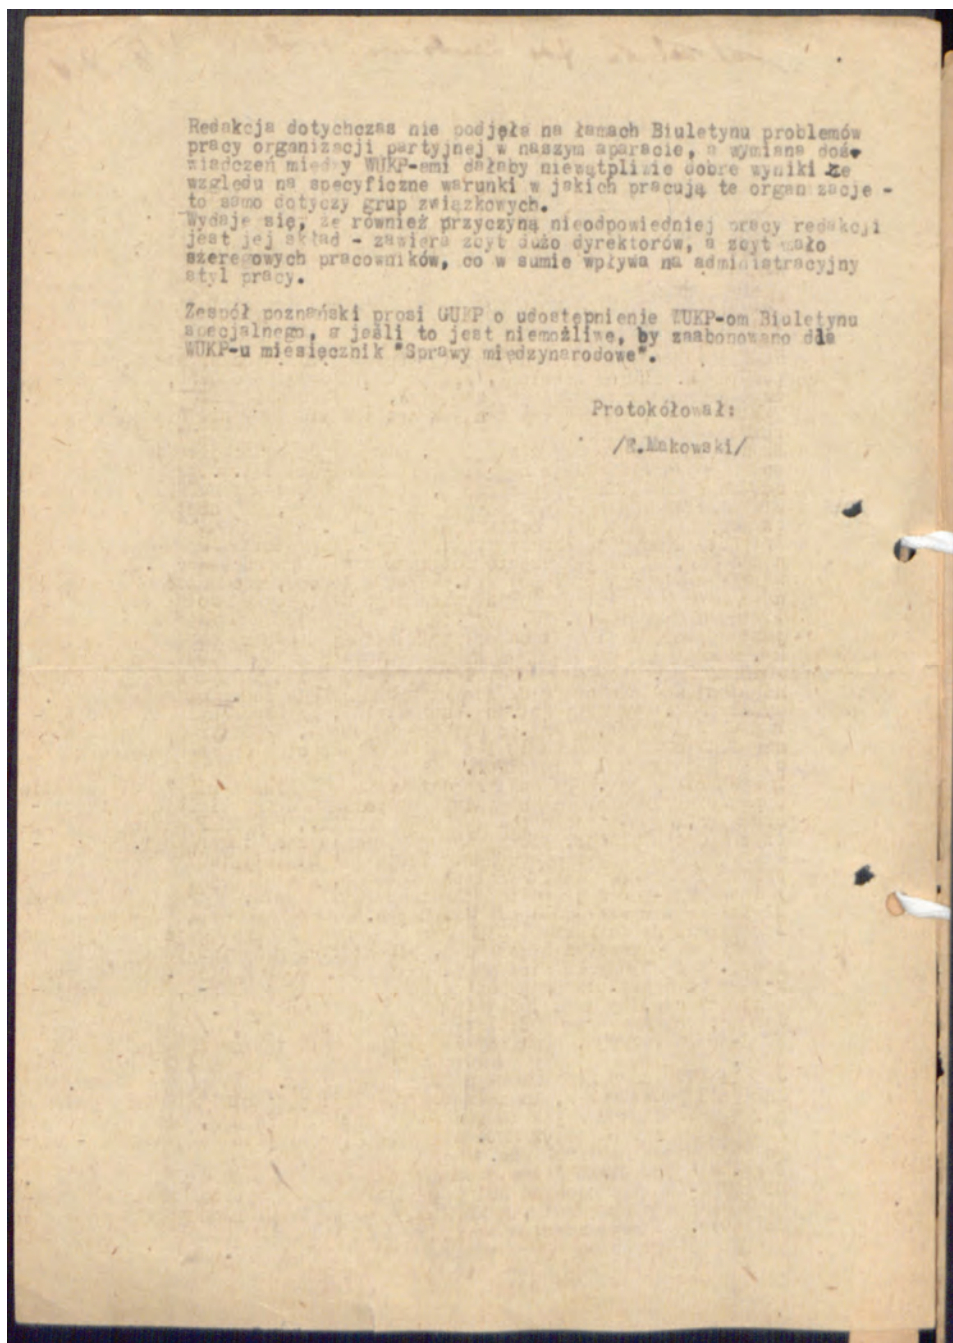 Redakcja dotychczas nie podjęła na łamach Biuletynu problemów
pracy organizacji partyjnej w naszym aparacie, a wymiana doś-
wiadczeń między WUKP-ami dałaby niewątpliwie dobre wyniki ze
względu na specyficzne warunki w jakich pracują te organizacje -
to samo dotyczy grup związkowych.
Wydaje się, że również przyczyną nieodpowiedniej pracy redakcji
jest jej skład - zawiera zbyt dużo dyrektorów, a zbyt mało
szeregowych pracowników, co w sumie wpływa na administracyjny
styl pracy.
Zespół poznański prosi GUKP o udostępnienie WUKP-om Biuletynu
specjalnego, a jeśli to jest niemożliwe, by zaabonowano dla
WUKP-u miesięcznik "Sprawy międzynarodowe".
Protokółował:
/E.Makowski/